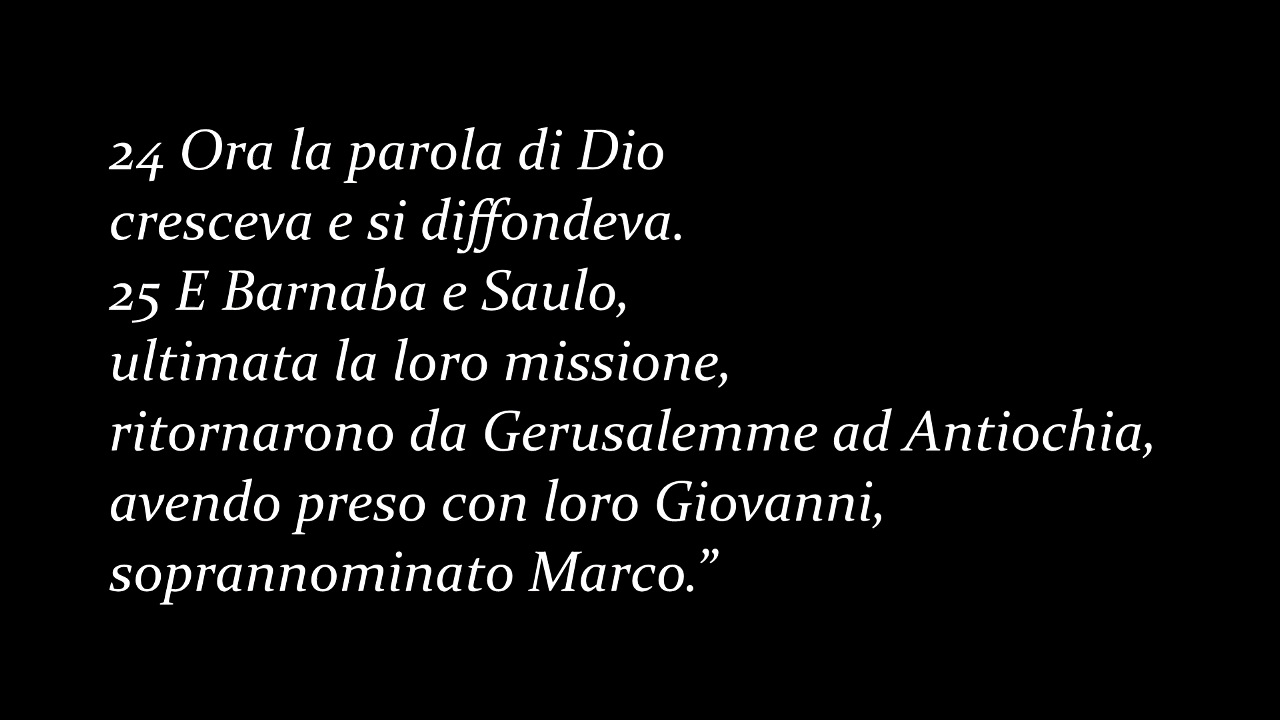 24 Ora la parola di Dio
cresceva e si diffondeva.
25 E Barnaba e Saulo,
ultimata la loro missione,
ritornarono da Gerusalemme ad Antiochia,
avendo preso con loro Giovanni,
soprannominato Marco.”